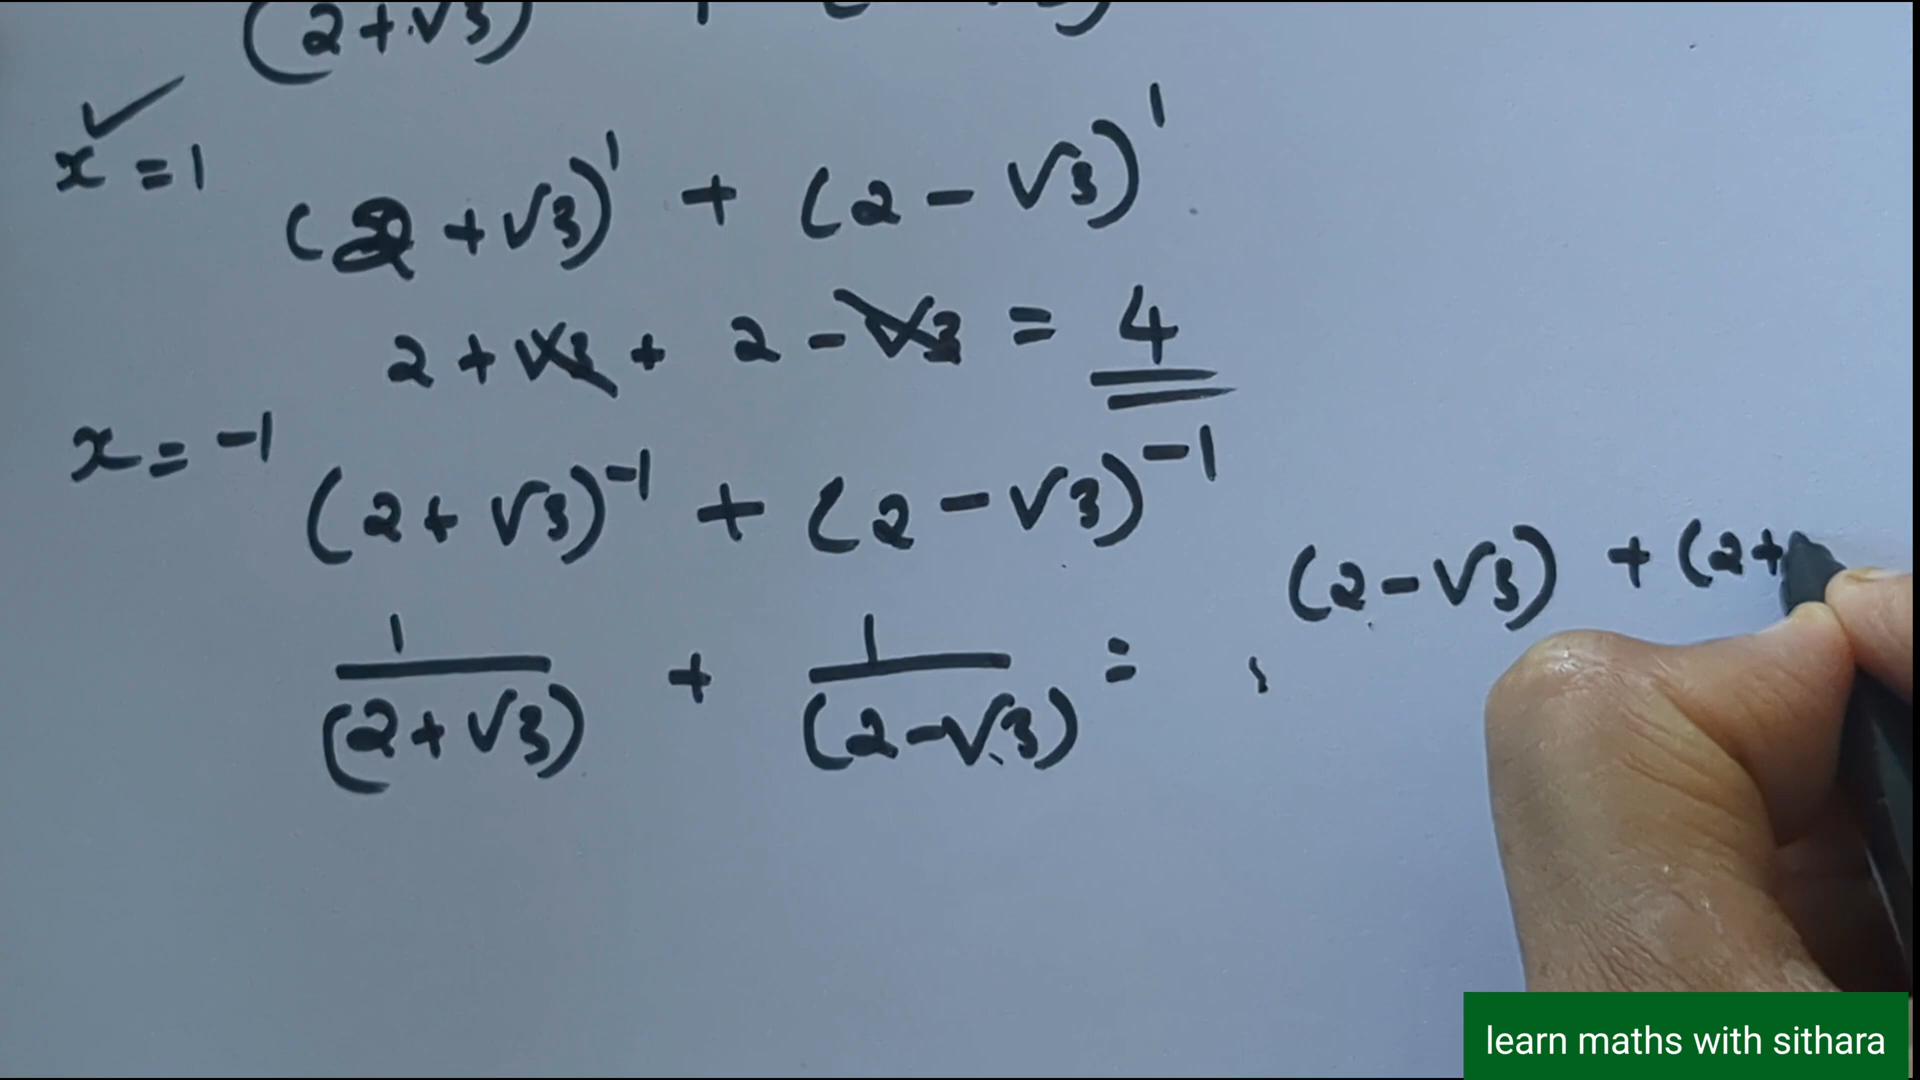 (2+√3)
x=1 (2+√3)¹ + (2-√3)¹
2+√3 + 2-√3 = 4
x=-1 (2+√3)⁻¹ + (2-√3)⁻¹
(2-√3) + (2+
1/(2+√3) + 1/(2-√3) =
learn maths with sithara